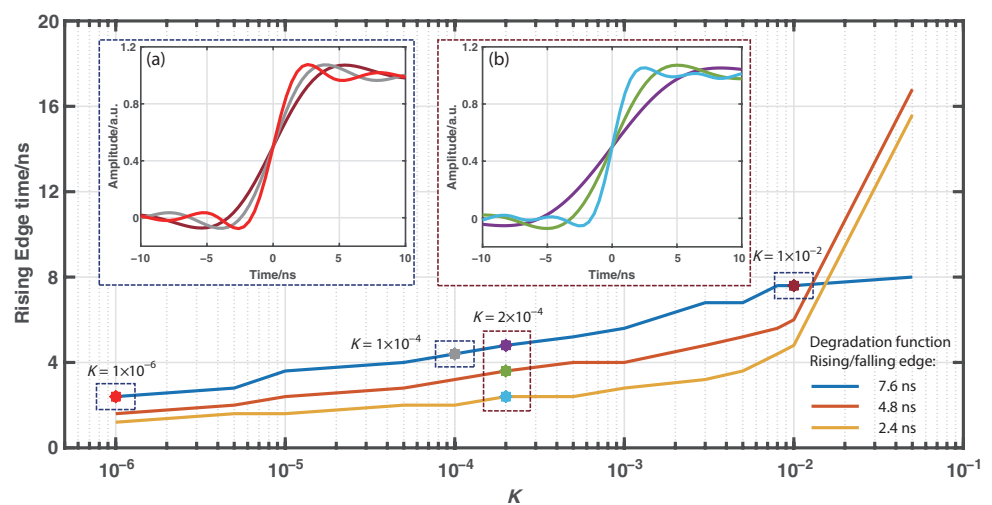 20
16
12
8
4
0
Rising Edge time/ns
10⁻⁶
10⁻⁵
10⁻⁴
10⁻³
10⁻²
10⁻¹
K
(a)
1.2
0.8
0.4
0
Amplitude/a.u.
−10
−5
0
5
10
Time/ns
(b)
1.2
0.8
0.4
0
Amplitude/a.u.
−10
−5
0
5
10
Time/ns
K = 1×10⁻⁶
K = 1×10⁻⁴
K = 2×10⁻⁴
K = 1×10⁻²
Degradation function
Rising/falling edge:
7.6 ns
4.8 ns
2.4 ns